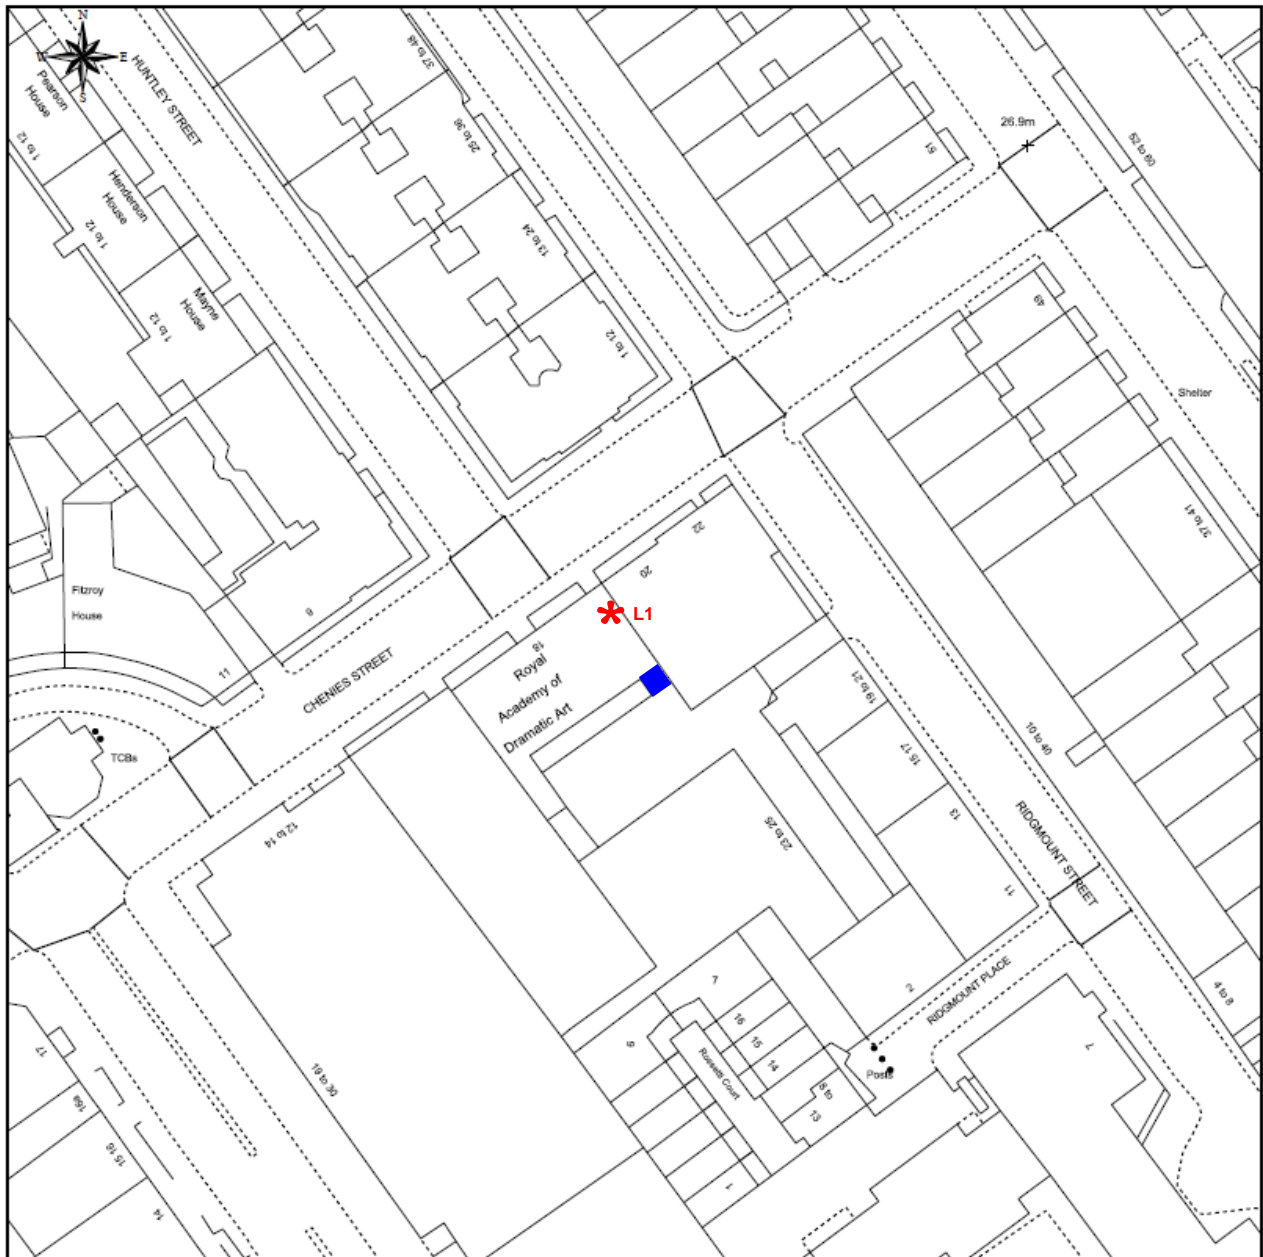 N
W
E
S
HUNTLEY STREET
Pearson
House
1 to 12
Henderson
House
1 to 12
Mayne
House
1 to 12
37 to 48
25 to 36
13 to 24
1 to 12
51
26.9m
52 to 60
49
Shelter
37 to 41
Fitzroy
House
11
9
CHENIES STREET
TCBs
22
20
L1
18
Royal
Academy of
Dramatic Art
12 to 14
19 to 21
15 17
13
11
23 to 25
10 to 40
RIDGMOUNT STREET
2
RIDGMOUNT PLACE
4 to 8
7
7
16
15
14
8 to
13
Rossetti Court
1
Posts
19 to 30
17
16a
15 16
14